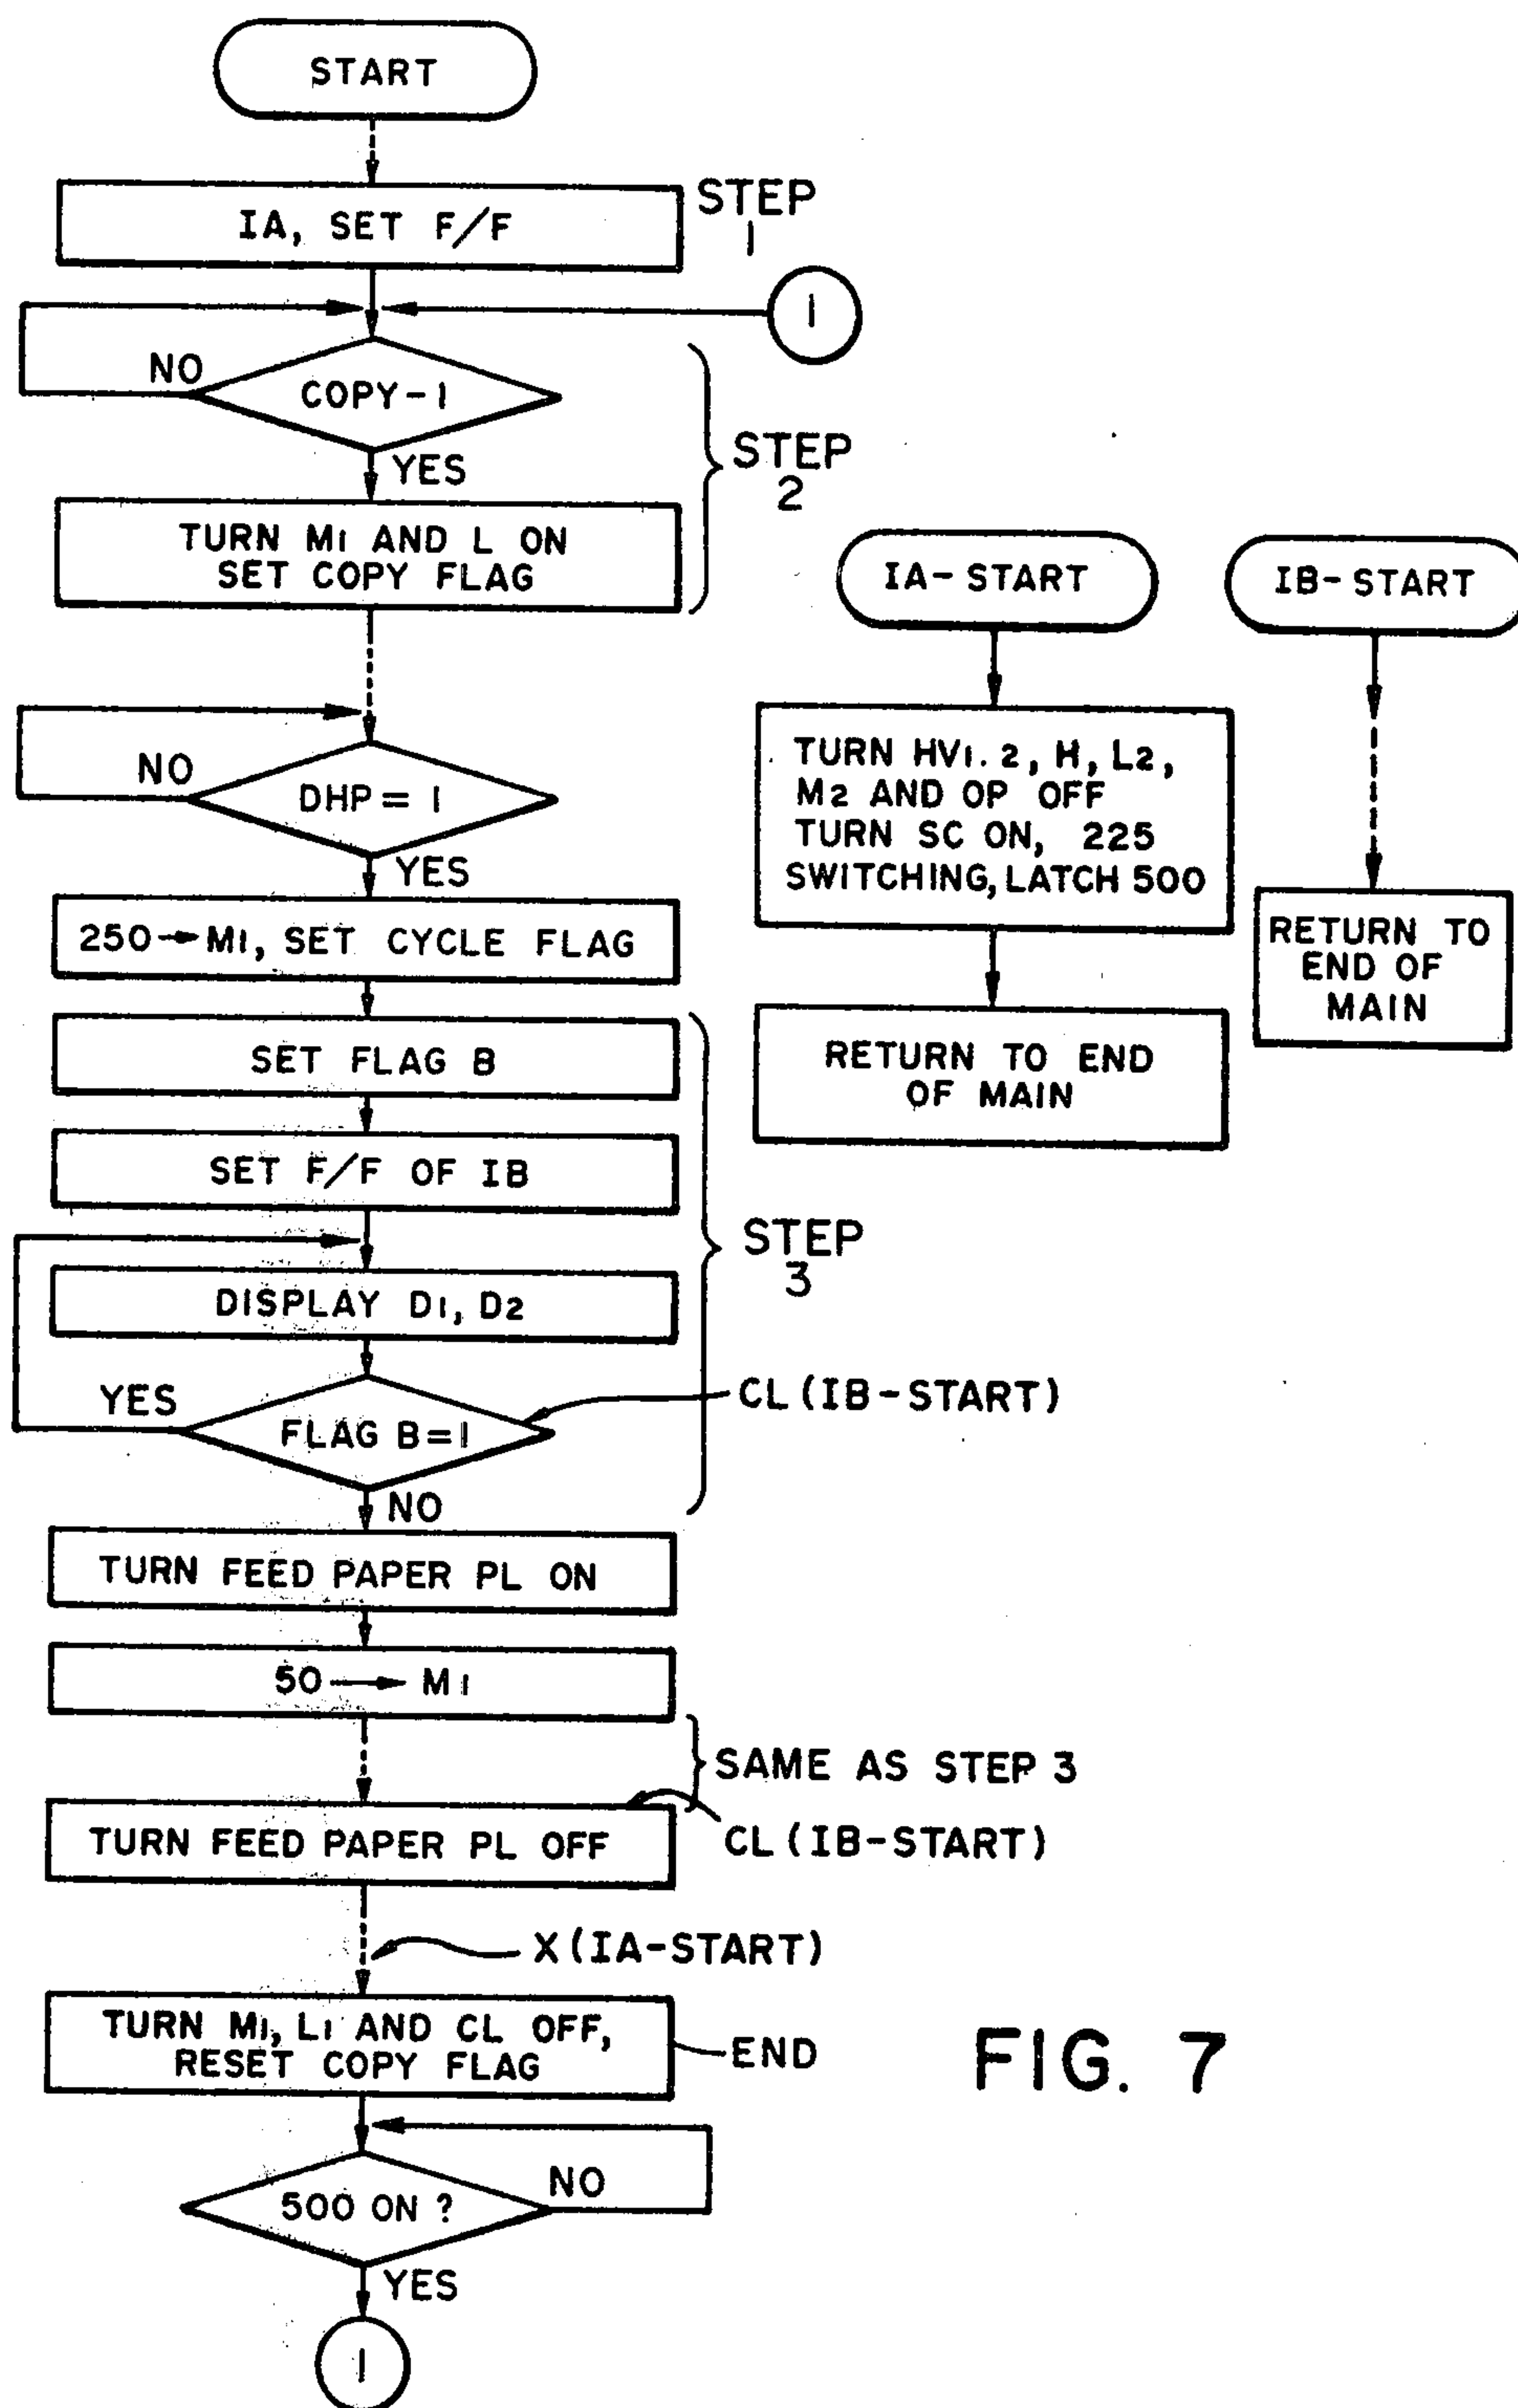 START
IA, SET F/F
STEP
1
1
NO
COPY-1
YES
STEP
2
TURN M1 AND L ON
SET COPY FLAG
NO
DHP = 1
YES
250→M1, SET CYCLE FLAG
SET FLAG B
SET F/F OF IB
STEP
3
DISPLAY D1, D2
YES
FLAG B=1
CL (IB-START)
NO
TURN FEED PAPER PL ON
50→M1
SAME AS STEP 3
TURN FEED PAPER PL OFF
CL (IB-START)
X (IA-START)
TURN M1, L1 AND CL OFF,
RESET COPY FLAG
END
500 ON ?
NO
YES
1
IA-START
TURN HV1. 2, H, L2,
M2 AND OP OFF
TURN SC ON, 225
SWITCHING, LATCH 500
RETURN TO END
OF MAIN
IB-START
RETURN TO
END OF
MAIN
FIG. 7